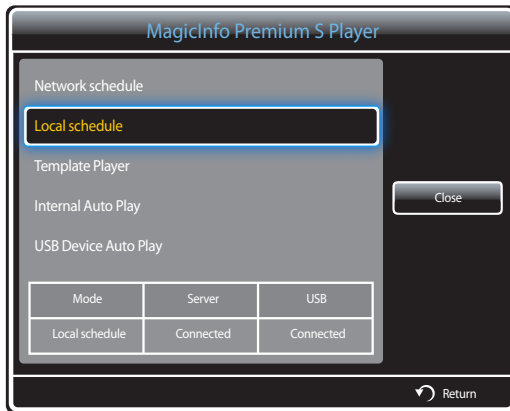 MagicInfo Premium S Player
Network schedule
Local schedule
Template Player
Internal Auto Play
USB Device Auto Play
Close
Mode Server USB
Local schedule Connected Connected
Return